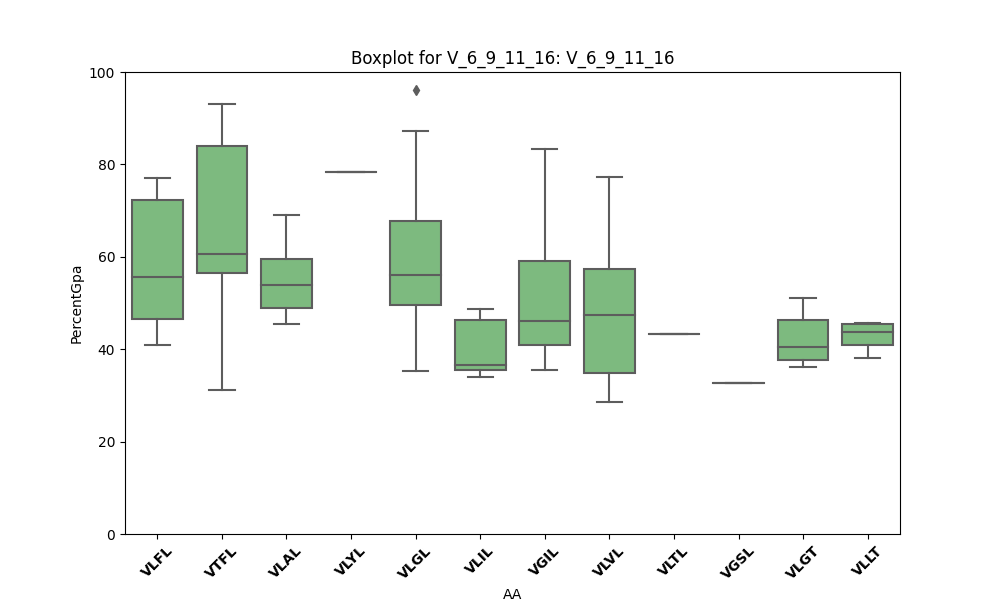 Boxplot for V_6_9_11_16: V_6_9_11_16
100
80
60
40
20
0
PercentGpa
VLFL
VTFL
VLAL
VLYL
VLGL
VLIL
VGIL
VLVL
VLTL
VGSL
VLGT
VLLT
AA